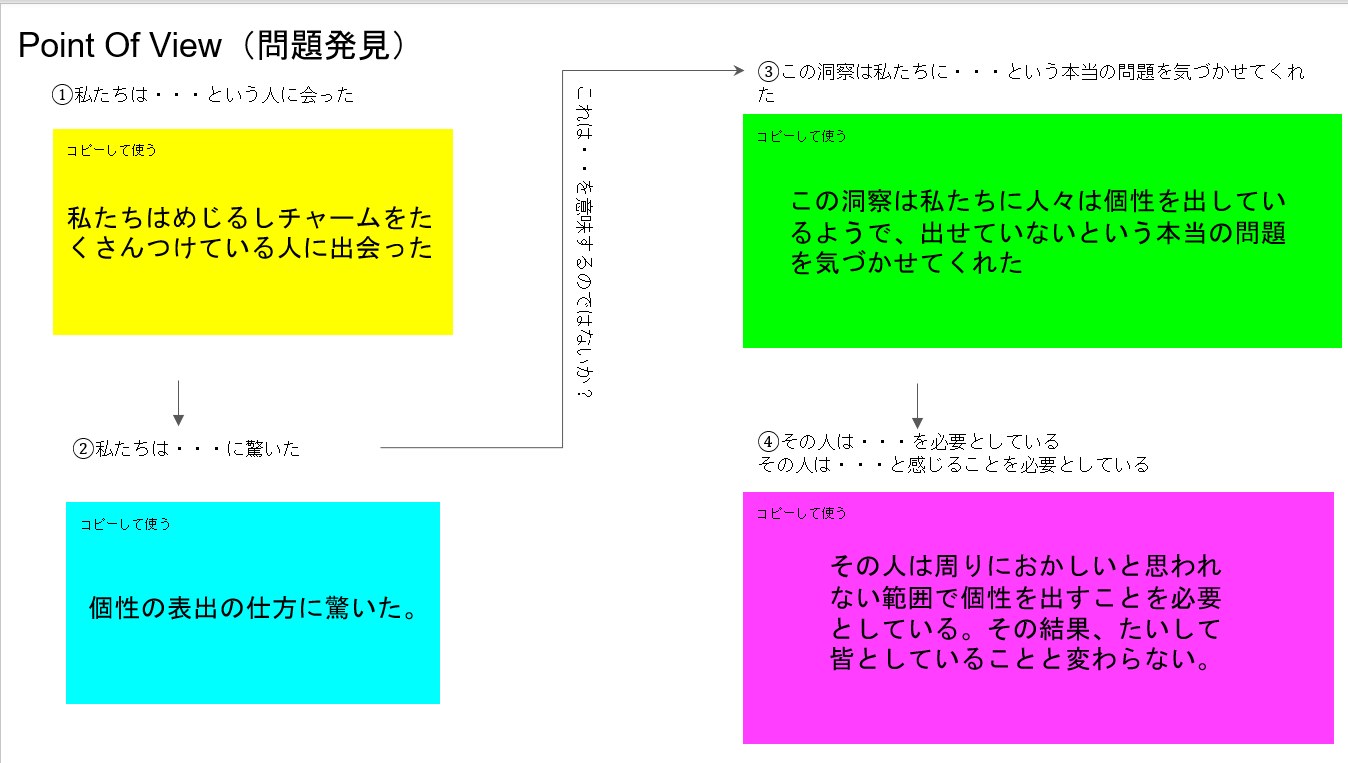 Point Of View（問題発見）
①私たちは・・・という人に会った
コピーして使う
私たちはめじるしチャームをた
くさんつけている人に出会った
②私たちは・・・に驚いた
コピーして使う
個性の表出の仕方に驚いた。
これは・・を意味するのではないか？
③この洞察は私たちに・・・という本当の問題を気づかせてくれ
た
コピーして使う
この洞察は私たちに人々は個性を出してい
るようで、出せていないという本当の問題
を気づかせてくれた
④その人は・・・を必要としている
その人は・・・と感じることを必要としている
コピーして使う
その人は周りにおかしいと思われ
ない範囲で個性を出すことを必要
としている。その結果、たいして
皆としていることと変わらない。